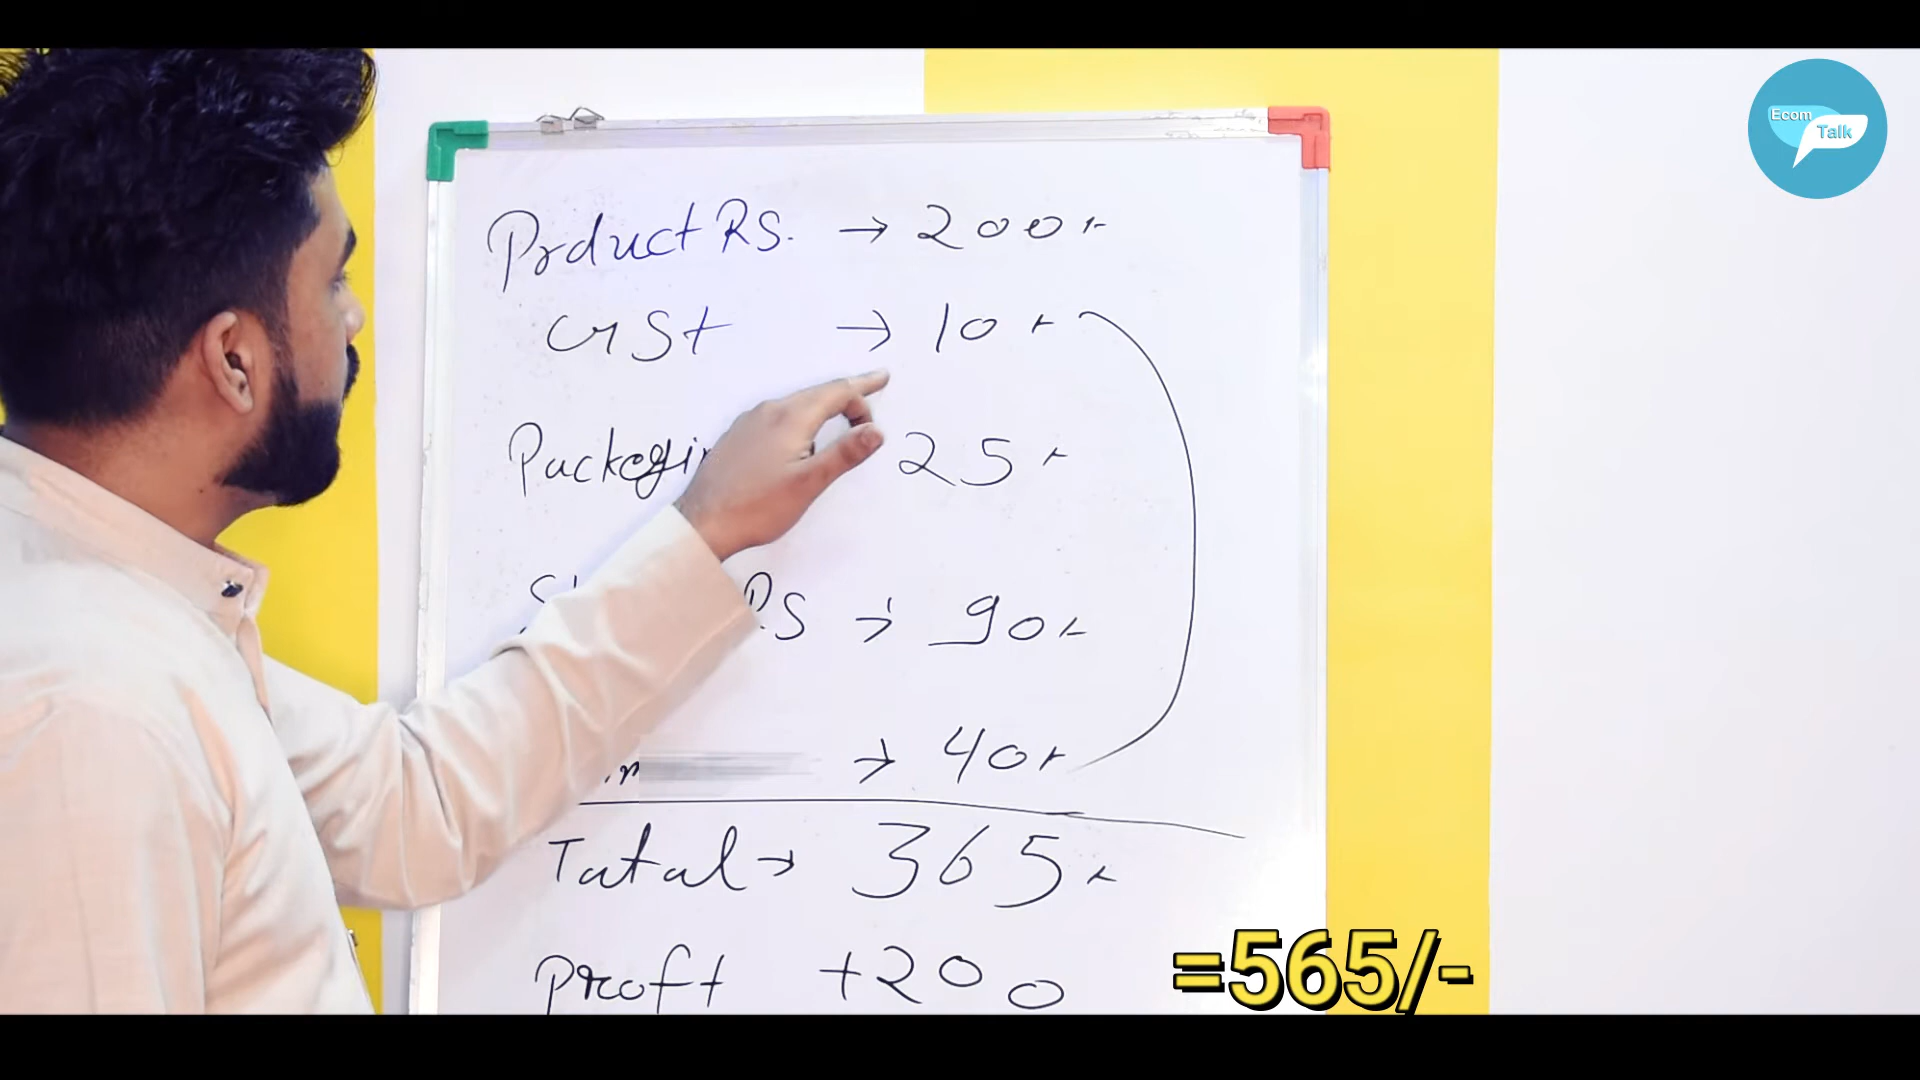 Ecom
Talk
Prduct RS. → 200/-
GST → 10/-
25/-
RS → 90/-
→ 40/-
Tatal → 365/-
Proft +200
=565/-